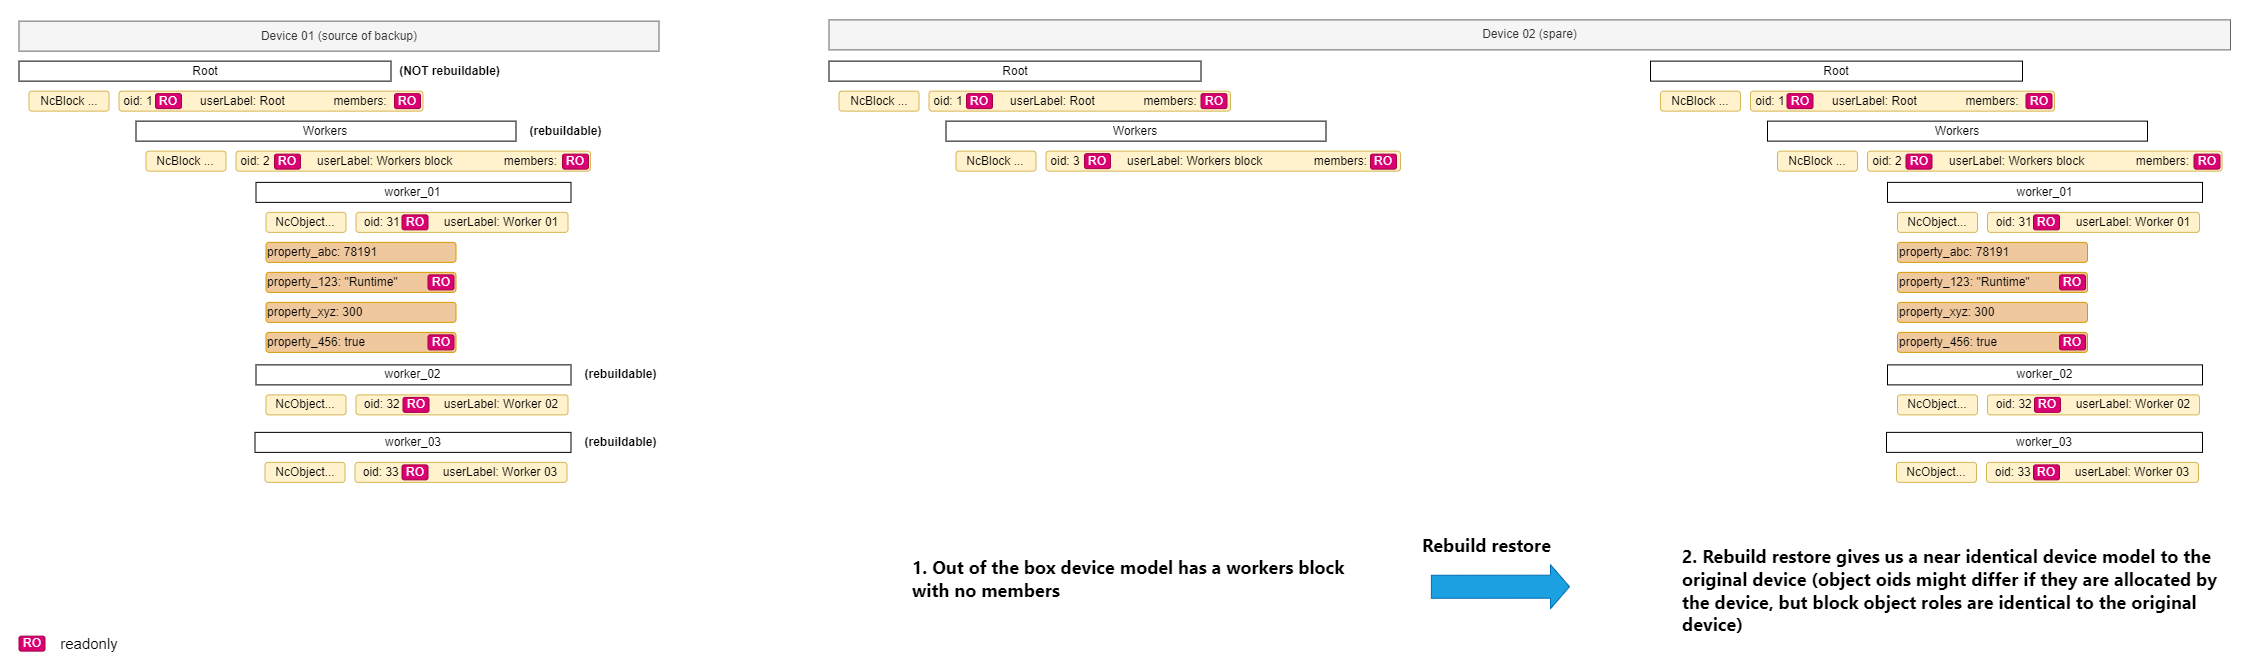 Device 01 (source of backup)
Device 02 (spare)
Root
(NOT rebuildable)
NcBlock ...
oid: 1 RO
userLabel: Root
members: RO
Workers
(rebuildable)
NcBlock ...
oid: 2 RO
userLabel: Workers block
members: RO
worker_01
NcObject...
oid: 31 RO
userLabel: Worker 01
property_abc: 78191
property_123: "Runtime" RO
property_xyz: 300
property_456: true RO
worker_02
(rebuildable)
NcObject...
oid: 32 RO
userLabel: Worker 02
worker_03
(rebuildable)
NcObject...
oid: 33 RO
userLabel: Worker 03
Root
NcBlock ...
oid: 1 RO
userLabel: Root
members: RO
Workers
NcBlock ...
oid: 3 RO
userLabel: Workers block
members: RO
Root
NcBlock ...
oid: 1 RO
userLabel: Root
members: RO
Workers
NcBlock ...
oid: 2 RO
userLabel: Workers block
members: RO
worker_01
NcObject...
oid: 31 RO
userLabel: Worker 01
property_abc: 78191
property_123: "Runtime" RO
property_xyz: 300
property_456: true RO
worker_02
NcObject...
oid: 32 RO
userLabel: Worker 02
worker_03
NcObject...
oid: 33 RO
userLabel: Worker 03
1. Out of the box device model has a workers block
with no members
Rebuild restore
2. Rebuild restore gives us a near identical device model to the
original device (object oids might differ if they are allocated by
the device, but block object roles are identical to the original
device)
RO readonly